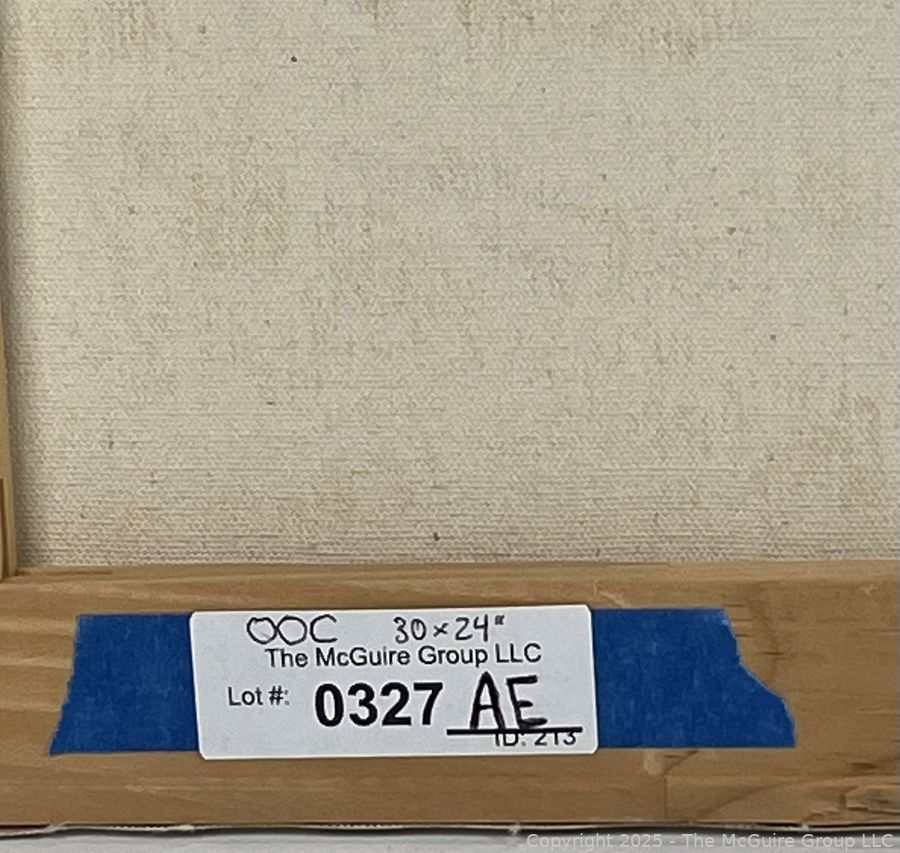 OOC 30 x 24"
The McGuire Group LLC
Lot #: 0327 AE
ID: 213
Copyright 2025 - The McGuire Group LLC